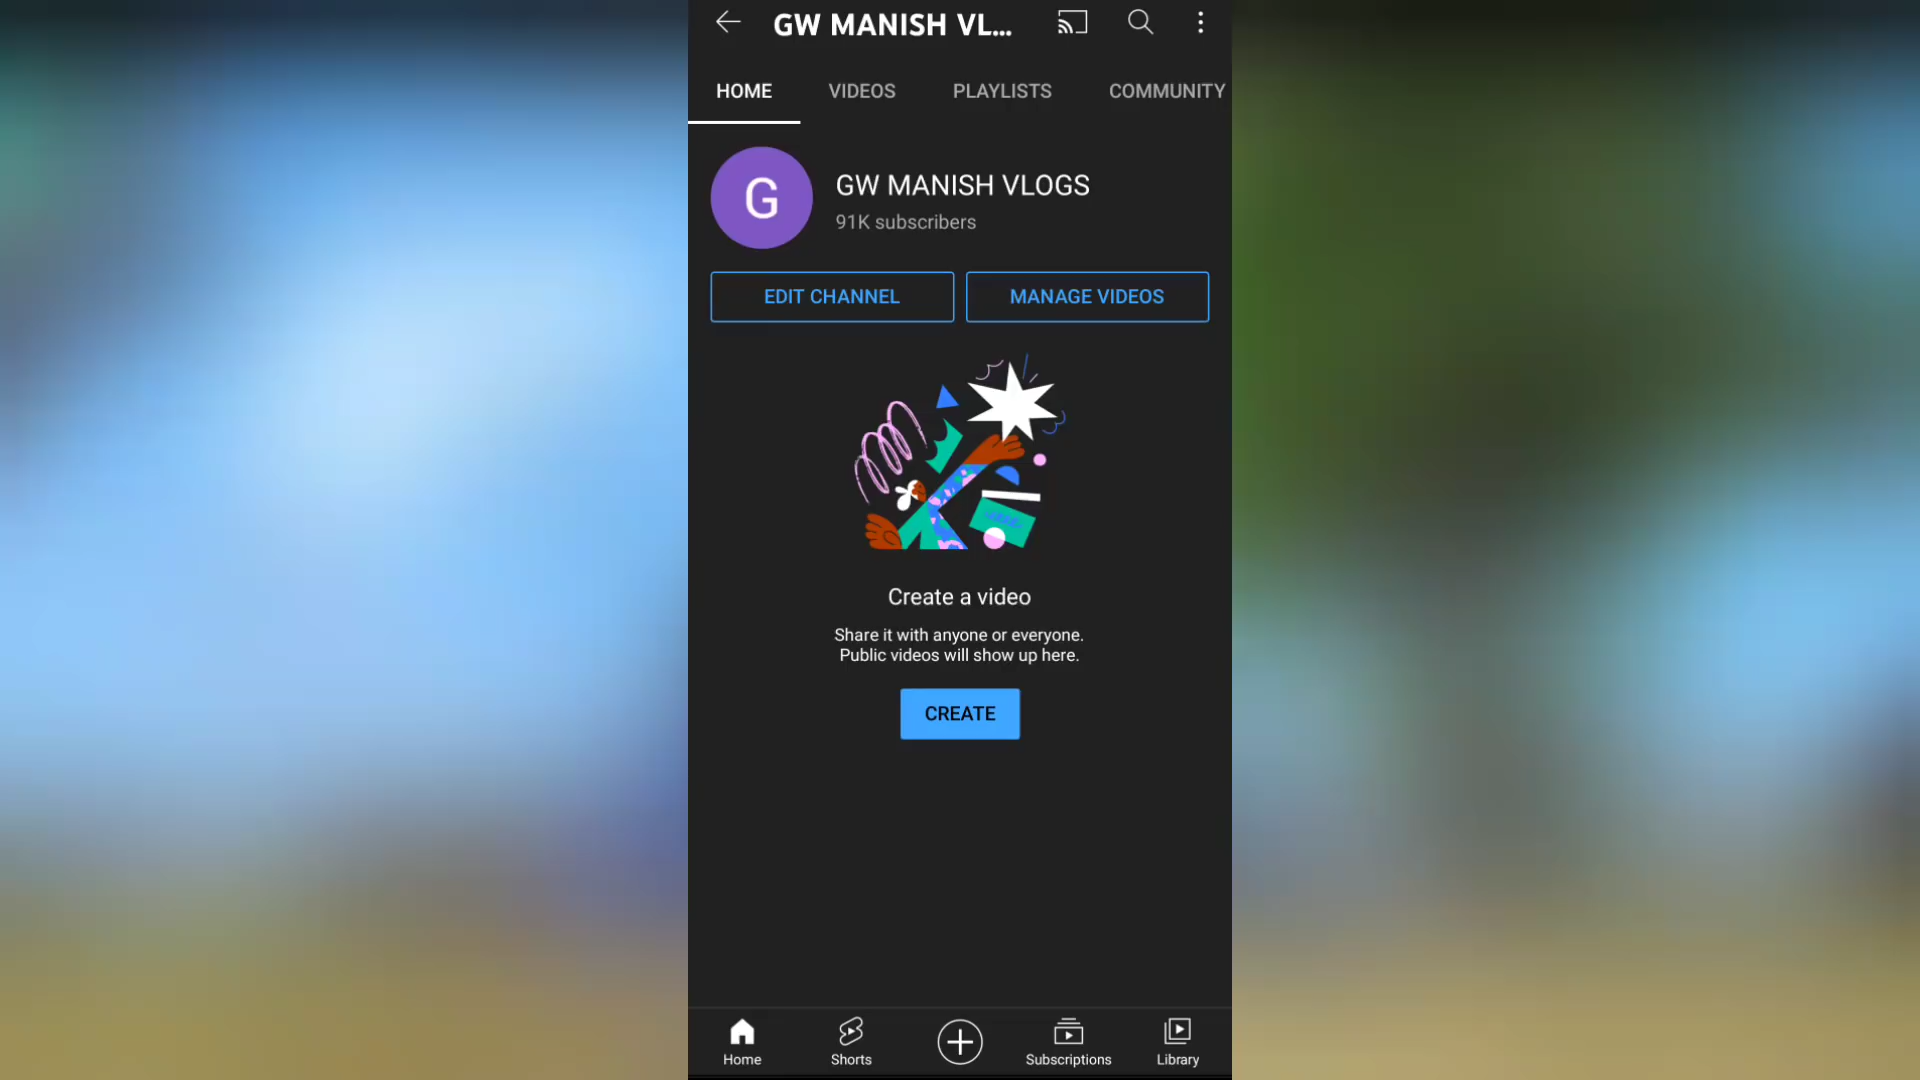 GW MANISH VL...
HOME VIDEOS PLAYLISTS COMMUNITY
G
GW MANISH VLOGS
91K subscribers
EDIT CHANNEL MANAGE VIDEOS
Create a video
Share it with anyone or everyone.
Public videos will show up here.
CREATE
Home Shorts Subscriptions Library